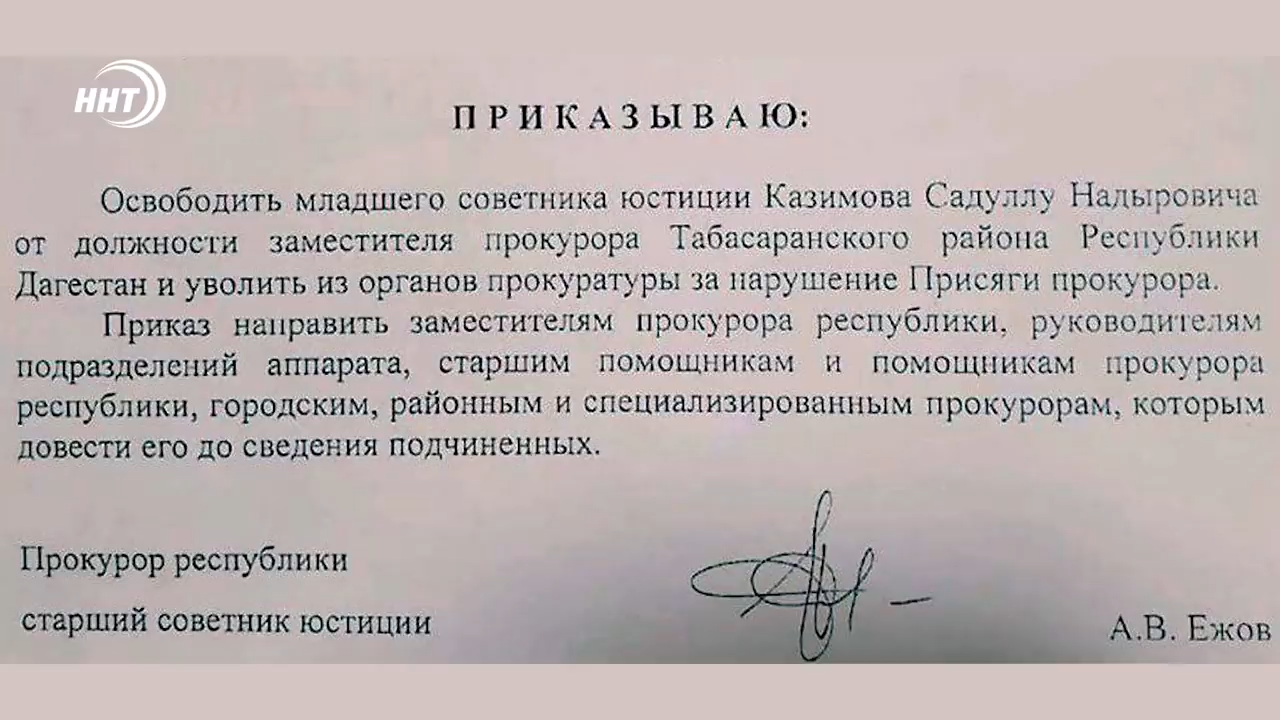 ННТ
ПРИКАЗЫВАЮ:
Освободить младшего советника юстиции Казимова Садуллу Надыровича
от должности заместителя прокурора Табасаранского района Республики
Дагестан и уволить из органов прокуратуры за нарушение Присяги прокурора.
Приказ направить заместителям прокурора республики, руководителям
подразделений аппарата, старшим помощникам и помощникам прокурора
республики, городским, районным и специализированным прокурорам, которым
довести его до сведения подчиненных.
Прокурор республики
старший советник юстиции
А.В. Ежов